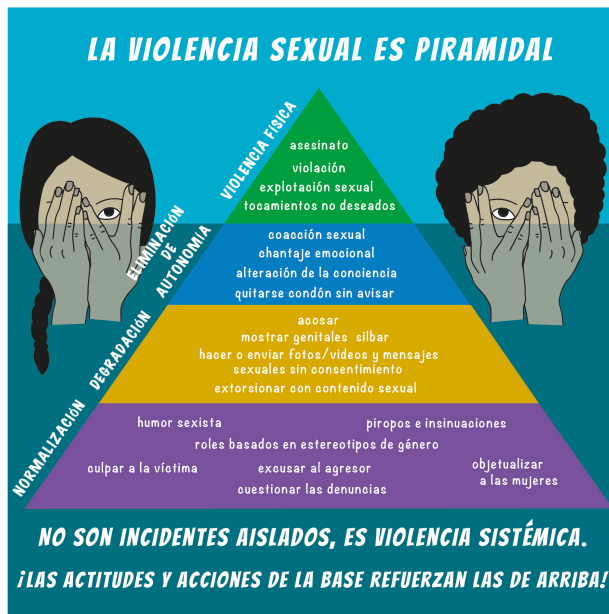 LA VIOLENCIA SEXUAL ES PIRAMIDAL
VIOLENCIA FÍSICA
asesinato
violación
explotación sexual
tocamientos no deseados
ELIMINACIÓN
DE
AUTONOMÍA
coacción sexual
chantaje emocional
alteración de la conciencia
quitarse condón sin avisar
DEGRADACIÓN
acosar
mostrar genitales silbar
hacer o enviar fotos/videos y mensajes
sexuales sin consentimiento
extorsionar con contenido sexual
NORMALIZACIÓN
humor sexista
piropos e insinuaciones
roles basados en estereotipos de género
culpar a la víctima
excusar al agresor
objetualizar
a las mujeres
cuestionar las denuncias
NO SON INCIDENTES AISLADOS, ES VIOLENCIA SISTÉMICA.
¡LAS ACTITUDES Y ACCIONES DE LA BASE REFUERZAN LAS DE ARRIBA!